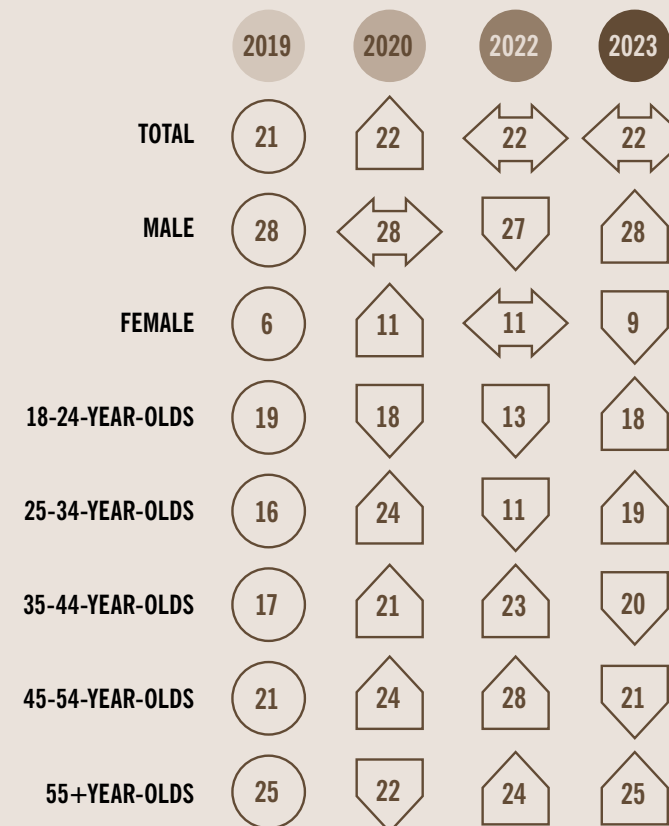 2019 2020 2022 2023
TOTAL 21 22 22 22
MALE 28 28 27 28
FEMALE 6 11 11 9
18-24-YEAR-OLDS 19 18 13 18
25-34-YEAR-OLDS 16 24 11 19
35-44-YEAR-OLDS 17 21 23 20
45-54-YEAR-OLDS 21 24 28 21
55+YEAR-OLDS 25 22 24 25